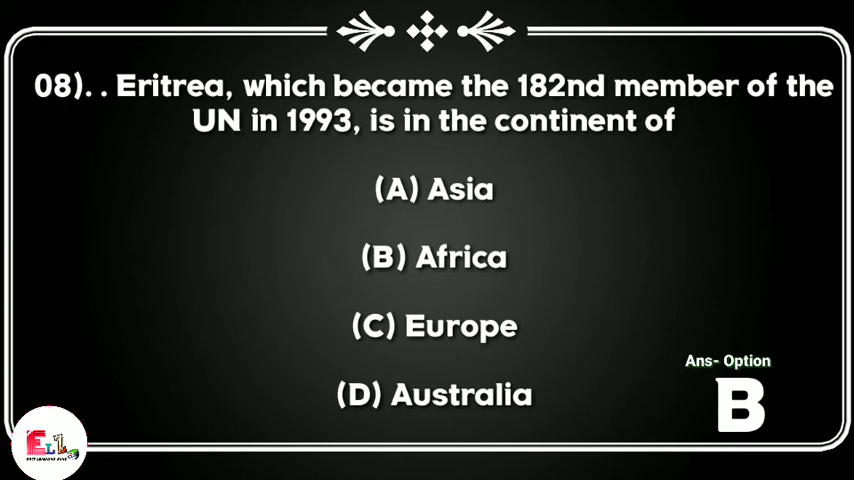 08). . Eritrea, which became the 182nd member of the
UN in 1993, is in the continent of
(A) Asia
(B) Africa
(C) Europe
(D) Australia
Ans- Option
B